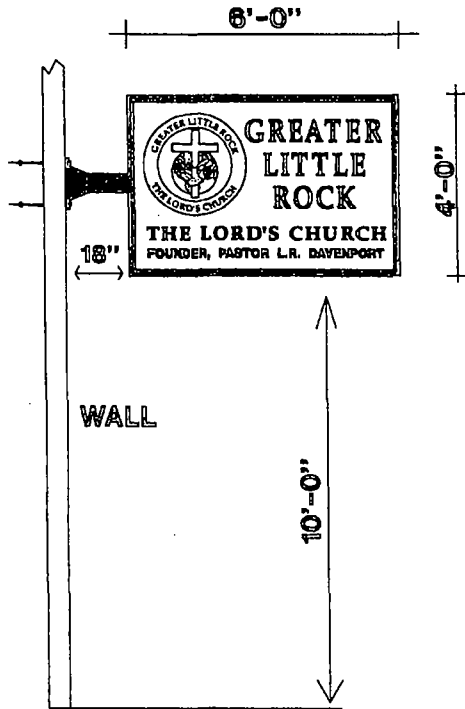 6'-0"
GREATER LITTLE ROCK
THE LORD'S CHURCH
GREATER
LITTLE
ROCK
THE LORD'S CHURCH
FOUNDER, PASTOR L.R. DAVENPORT
4'-0"
18"
WALL
10'-0"